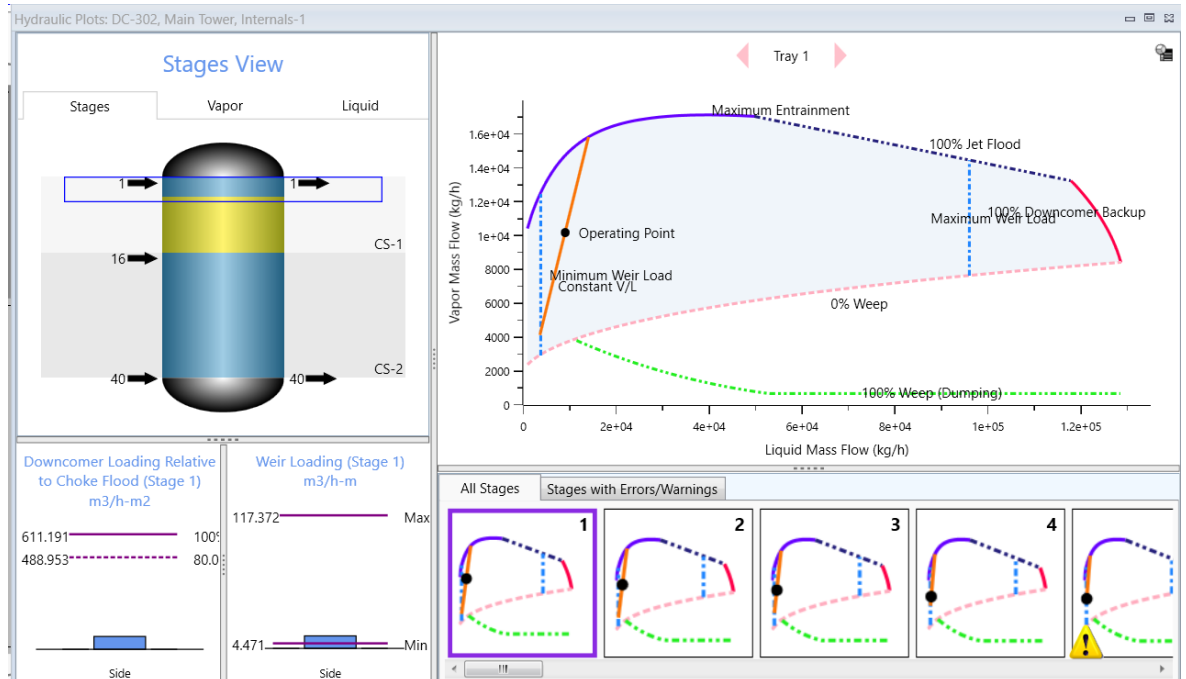 Hydraulic Plots: DC-302, Main Tower, Internals-1
Stages View
Stages
Vapor
Liquid
1
1
CS-1
16
CS-2
40
40
Downcomer Loading Relative
to Choke Flood (Stage 1)
m3/h-m2
611.191
100%
488.953
80.0
Side
Weir Loading (Stage 1)
m3/h-m
117.372
Max
4.471
Min
Side
Tray 1
Vapor Mass Flow (kg/h)
1.6e+04
1.4e+04
1.2e+04
1e+04
8000
6000
4000
2000
0
Maximum Entrainment
100% Jet Flood
100% Downcomer Backup
Maximum Weir Load
Operating Point
Minimum Weir Load
Constant V/L
0% Weep
100% Weep (Dumping)
0
2e+04
4e+04
6e+04
8e+04
1e+05
1.2e+05
Liquid Mass Flow (kg/h)
All Stages
Stages with Errors/Warnings
1
2
3
4